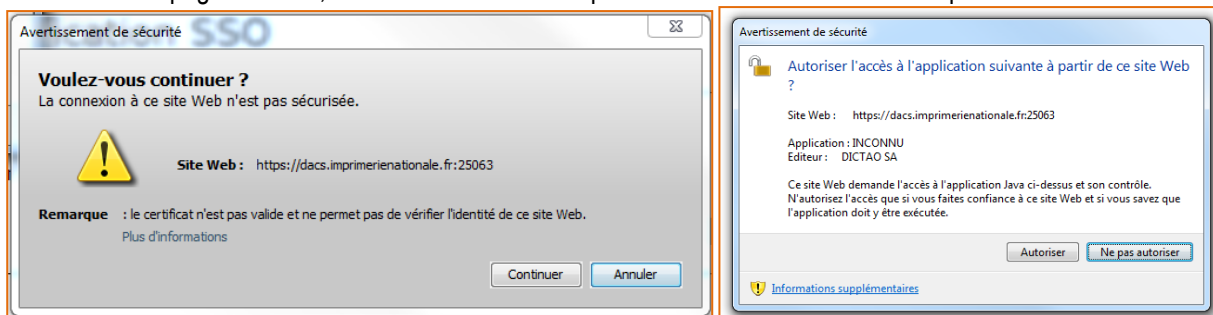 Avertissement de sécurité
Voulez-vous continuer ?
La connexion à ce site Web n'est pas sécurisée.
Site Web : https://dacs.imprimerienationale.fr:25063
Remarque : le certificat n'est pas valide et ne permet pas de vérifier l'identité de ce site Web.
Plus d'informations
Continuer Annuler
Avertissement de sécurité
Autoriser l'accès à l'application suivante à partir de ce site Web
?
Site Web : https://dacs.imprimerienationale.fr:25063
Application : INCONNU
Editeur : DICTAO SA
Ce site Web demande l'accès à l'application Java ci-dessus et son contrôle.
N'autorisez l'accès que si vous faites confiance à ce site Web et si vous savez que
l'application doit y être exécutée.
Autoriser Ne pas autoriser
Informations supplémentaires